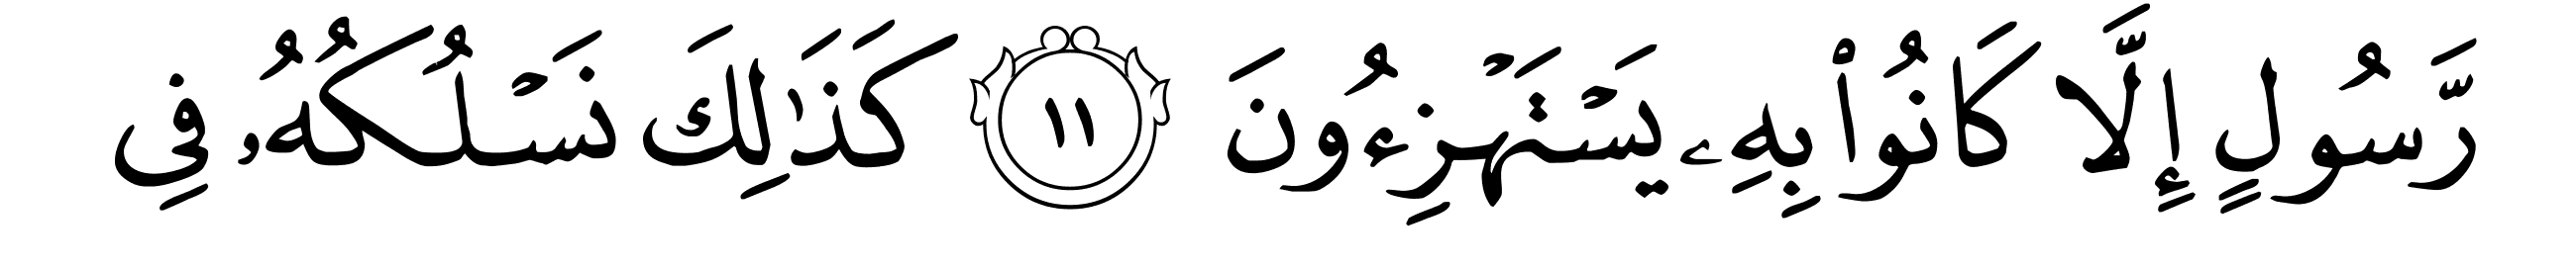 رَّسُولٍ إِلَّا كَانُوا۟ بِهِۦ يَسْتَهْزِءُونَ ١١ كَذَٰلِكَ نَسْلُكُهُۥ فِى